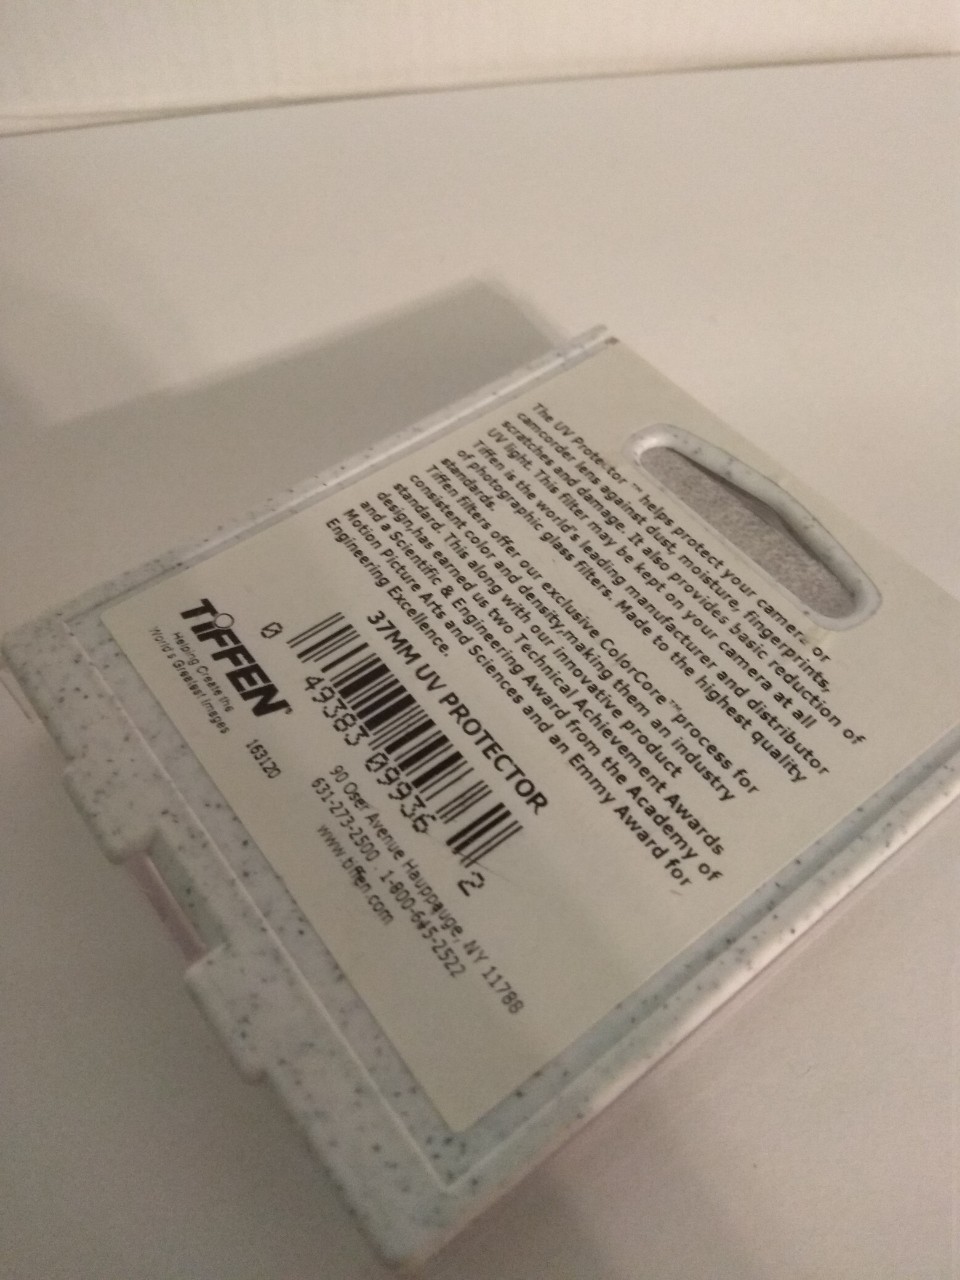 The UV Protector™ helps protect your camera or
camcorder lens against dust, moisture, fingerprints,
scratches and damage. It also provides basic reduction of
UV light. This filter may be kept on your camera at all
Tiffen is the world's leading manufacturer and distributor
of photographic glass filters. Made to the highest quality
standards.
Tiffen filters offer our exclusive ColorCore™ process for
consistent color and density,making them an industry
standard. This along with our innovative product
design,has earned us two Technical Achievement Awards
and a Scientific & Engineering Award from the Academy of
Motion Picture Arts and Sciences and an Emmy Award for
Engineering Excellence.
37MM UV PROTECTOR
0 49383 09936 2
TIFFEN®
Helping Create the
World's Greatest Images
163120
90 Oser Avenue Hauppauge, NY 11788
631-273-2500 . 1-800-645-2522
www.tiffen.com